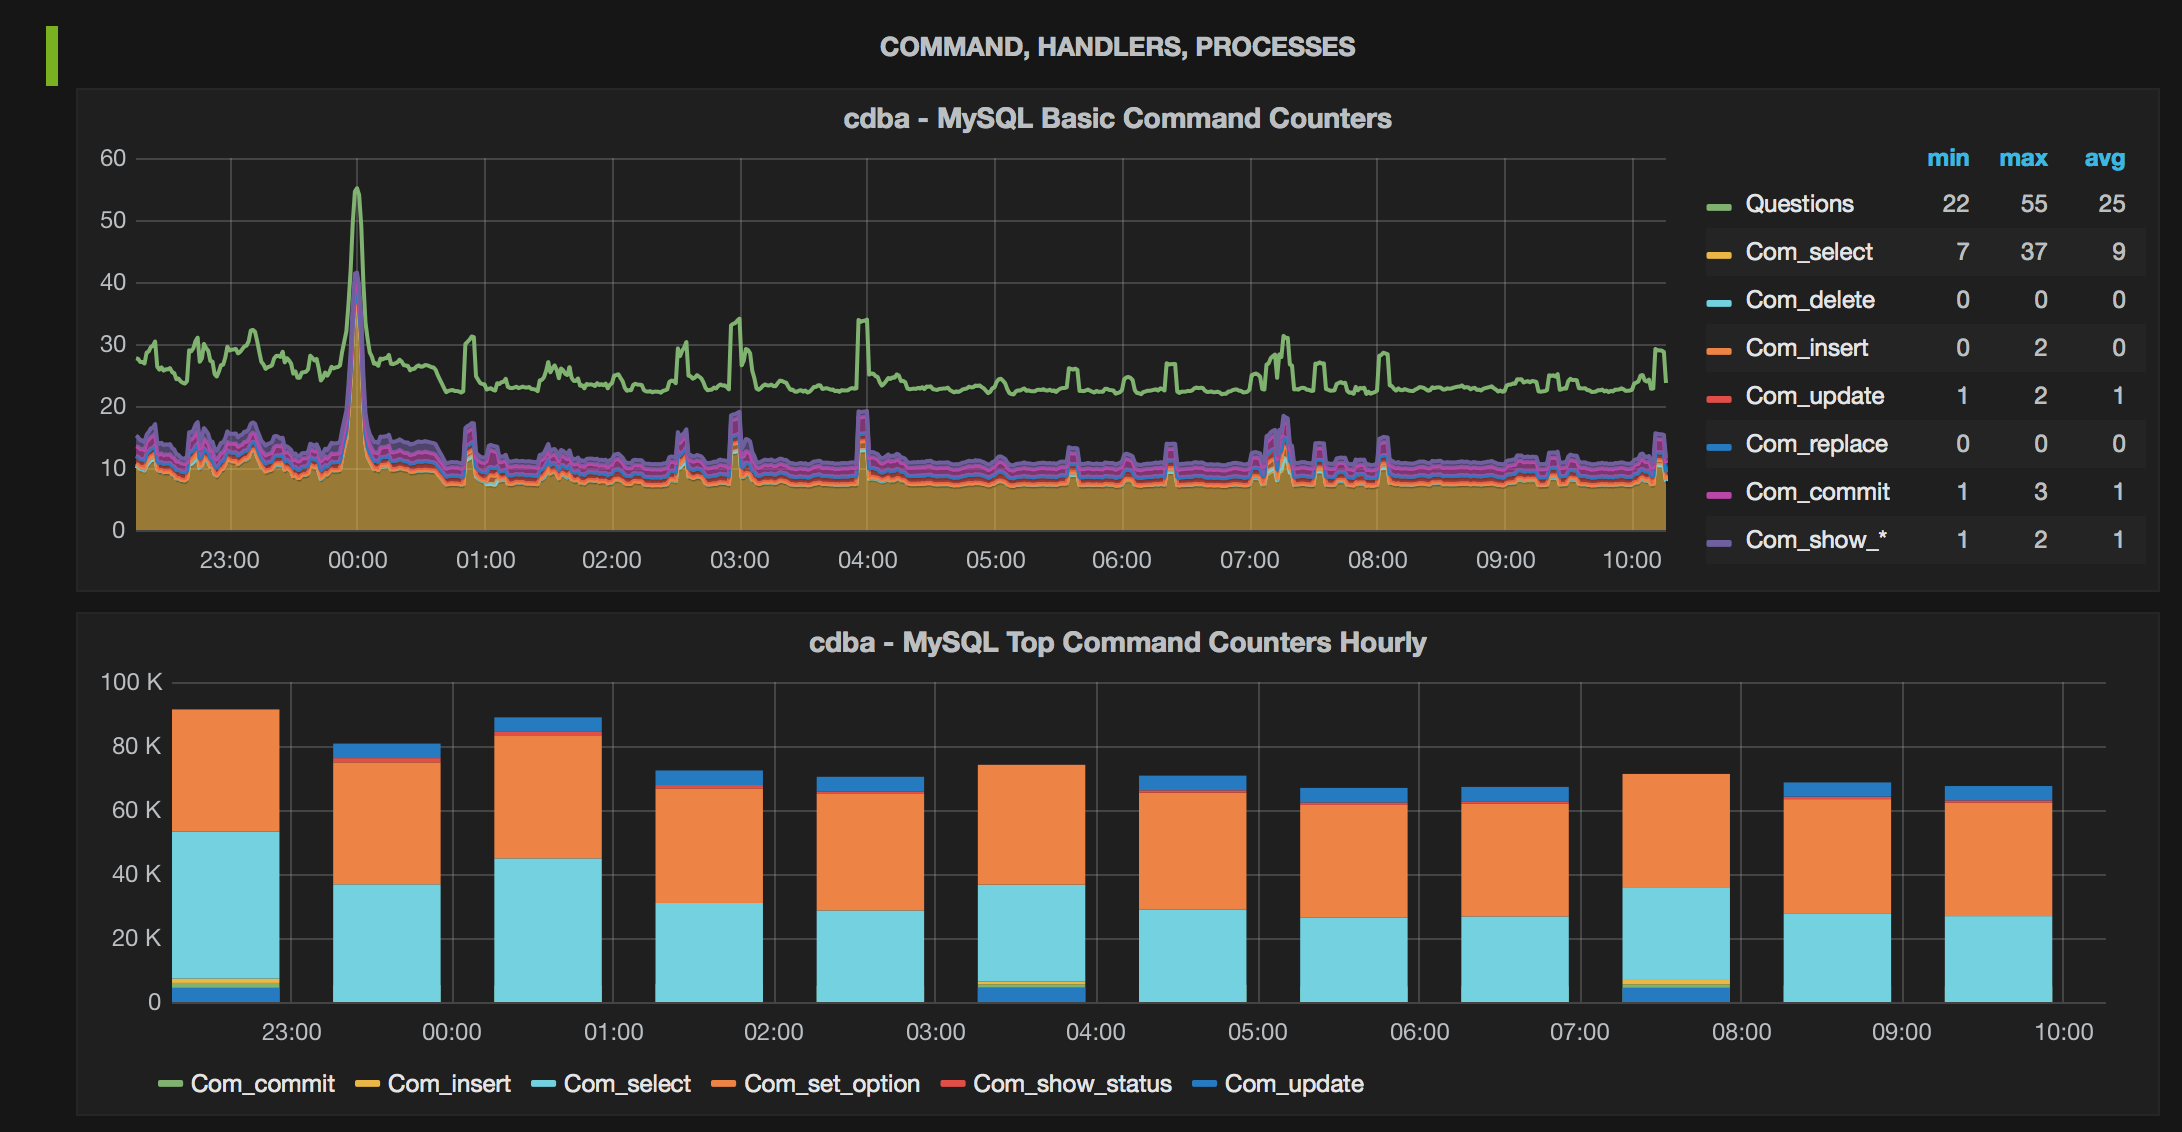 COMMAND, HANDLERS, PROCESSES
cdba - MySQL Basic Command Counters
60
50
40
30
20
10
0
23:00 00:00 01:00 02:00 03:00 04:00 05:00 06:00 07:00 08:00 09:00 10:00
min max avg
Questions 22 55 25
Com_select 7 37 9
Com_delete 0 0 0
Com_insert 0 2 0
Com_update 1 2 1
Com_replace 0 0 0
Com_commit 1 3 1
Com_show_* 1 2 1
cdba - MySQL Top Command Counters Hourly
100 K
80 K
60 K
40 K
20 K
0
23:00 00:00 01:00 02:00 03:00 04:00 05:00 06:00 07:00 08:00 09:00 10:00
Com_commit Com_insert Com_select Com_set_option Com_show_status Com_update